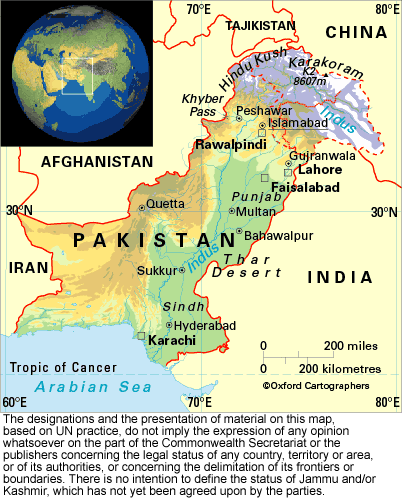 70°E
80°E
TAJIKISTAN
CHINA
Hindu Kush
Karakoram
K2
8607m
Khyber
Pass
Peshawar
Islamabad
Indus
Rawalpindi
AFGHANISTAN
Gujranwala
Lahore
Faisalabad
Punjab
Quetta
Multan
30°N
30°N
PAKISTAN
Bahawalpur
IRAN
Indus
Thar
Desert
Sukkur
INDIA
Sindh
Hyderabad
Karachi
0 200 miles
0 200 kilometres
Tropic of Cancer
©Oxford Cartographers
Arabian Sea
60°E
70°E
80°E
The designations and the presentation of material on this map,
based on UN practice, do not imply the expression of any opinion
whatsoever on the part of the Commonwealth Secretariat or the
publishers concerning the legal status of any country, territory or area,
or of its authorities, or concerning the delimitation of its frontiers or
boundaries. There is no intention to define the status of Jammu and/or
Kashmir, which has not yet been agreed upon by the parties.